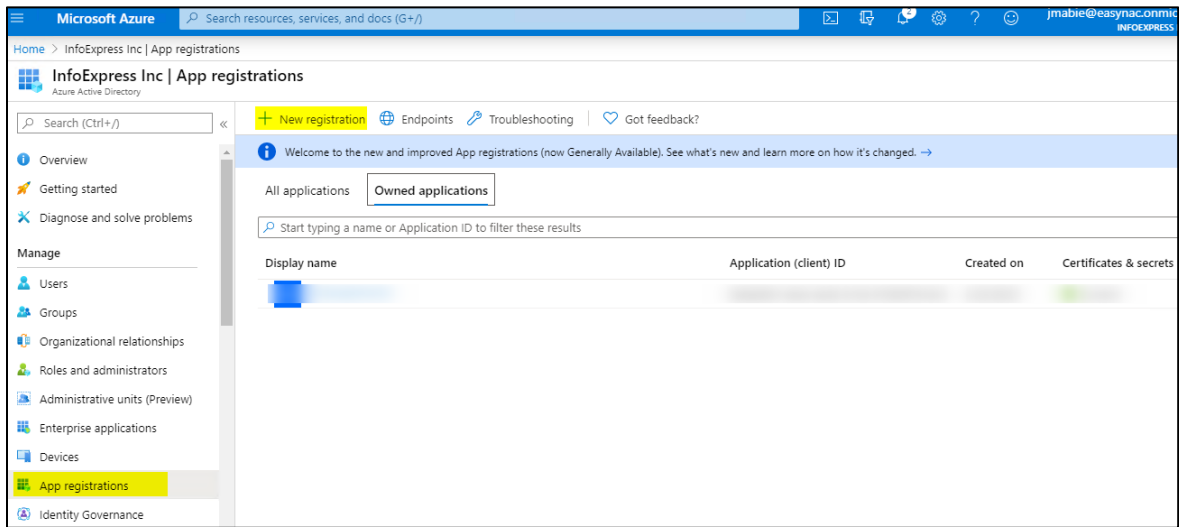 Microsoft Azure
Search resources, services, and docs (G+/)
jmabie@easynac.onmic
INFOEXPRESS
Home > InfoExpress Inc | App registrations
InfoExpress Inc | App registrations
Azure Active Directory
Search (Ctrl+/)
«
+ New registration
Endpoints
Troubleshooting
Got feedback?
Welcome to the new and improved App registrations (now Generally Available). See what's new and learn more on how it's changed. →
Overview
Getting started
Diagnose and solve problems
Manage
Users
Groups
Organizational relationships
Roles and administrators
Administrative units (Preview)
Enterprise applications
Devices
App registrations
Identity Governance
All applications
Owned applications
Start typing a name or Application ID to filter these results
Display name
Application (client) ID
Created on
Certificates & secrets